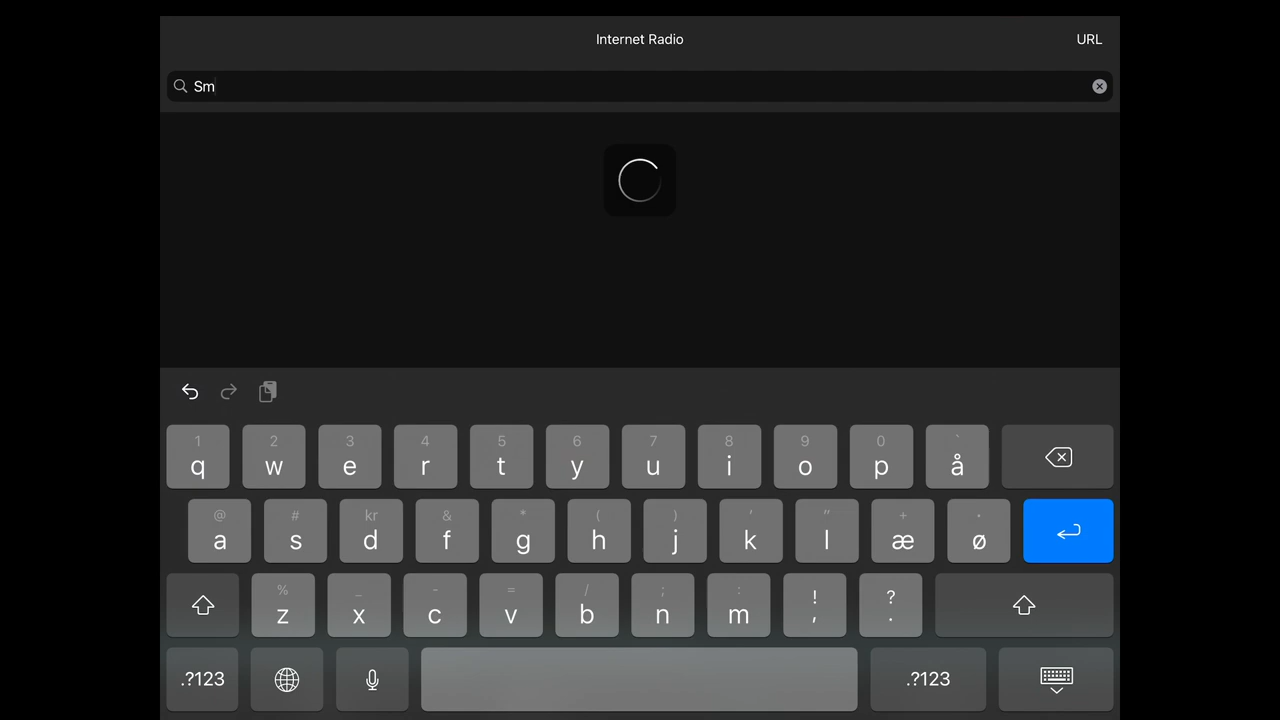 Internet Radio
URL
Sm
1 2 3 4 5 6 7 8 9 0 `
q w e r t y u i o p å
@ # kr & * ( ) ' " + ·
a s d f g h j k l æ ø
% _ - = / ; : ! ?
z x c v b n m , .
.?123 .?123